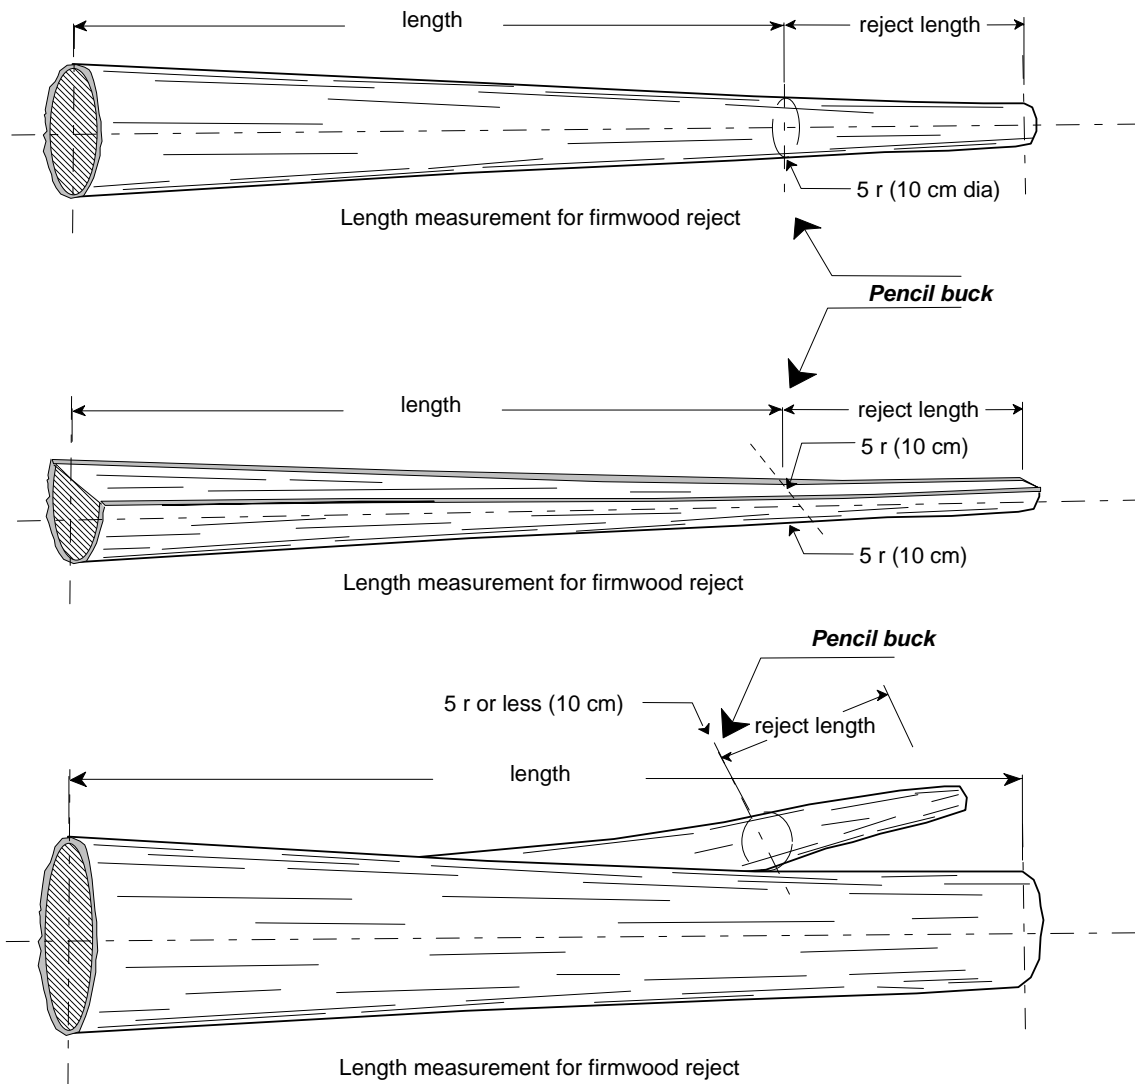 length
reject length
5 r (10 cm dia)
Length measurement for firmwood reject
Pencil buck
length
reject length
5 r (10 cm)
5 r (10 cm)
Length measurement for firmwood reject
Pencil buck
5 r or less (10 cm)
reject length
length
Length measurement for firmwood reject